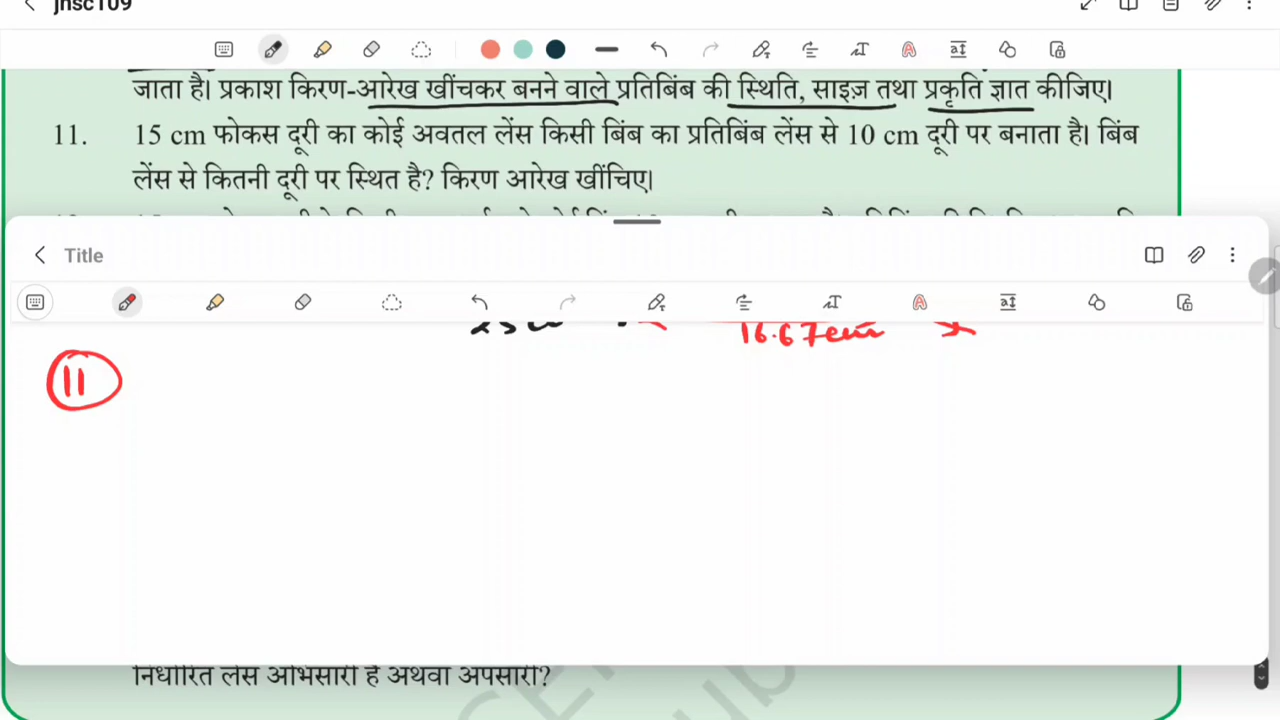 jhsc109
जाता है। प्रकाश किरण-आरेख खींचकर बनने वाले प्रतिबिंब की स्थिति, साइज़ तथा प्रकृति ज्ञात कीजिए।
11. 15 cm फोकस दूरी का कोई अवतल लेंस किसी बिंब का प्रतिबिंब लेंस से 10 cm दूरी पर बनाता है। बिंब
लेंस से कितनी दूरी पर स्थित है? किरण आरेख खींचिए।
Title
16.67cm
11
निर्धारित लेंस अभिसारी है अथवा अपसारी?